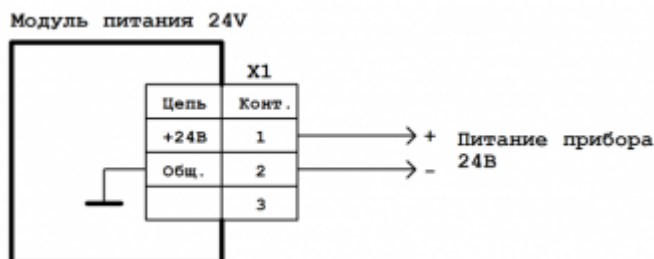 Модуль питания 24V
X1
Цепь Конт.
+24В 1 + Питание прибора
Общ. 2 - 24В
3